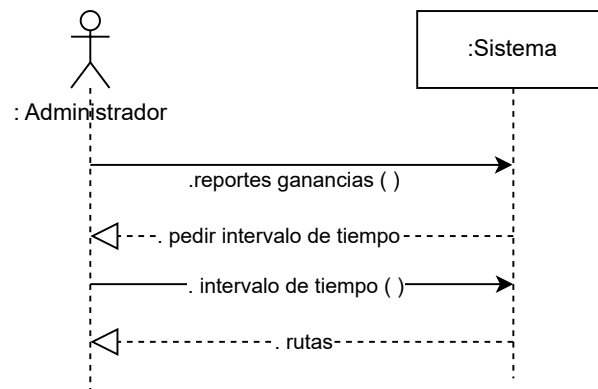 :Sistema
: Administrador
.reportes ganancias ( )
. pedir intervalo de tiempo
. intervalo de tiempo ( )
. rutas